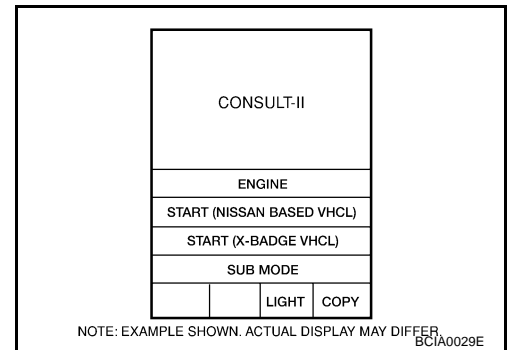 CONSULT-II
ENGINE
START (NISSAN BASED VHCL)
START (X-BADGE VHCL)
SUB MODE
LIGHT COPY
NOTE: EXAMPLE SHOWN. ACTUAL DISPLAY MAY DIFFER.
BCIA0029E